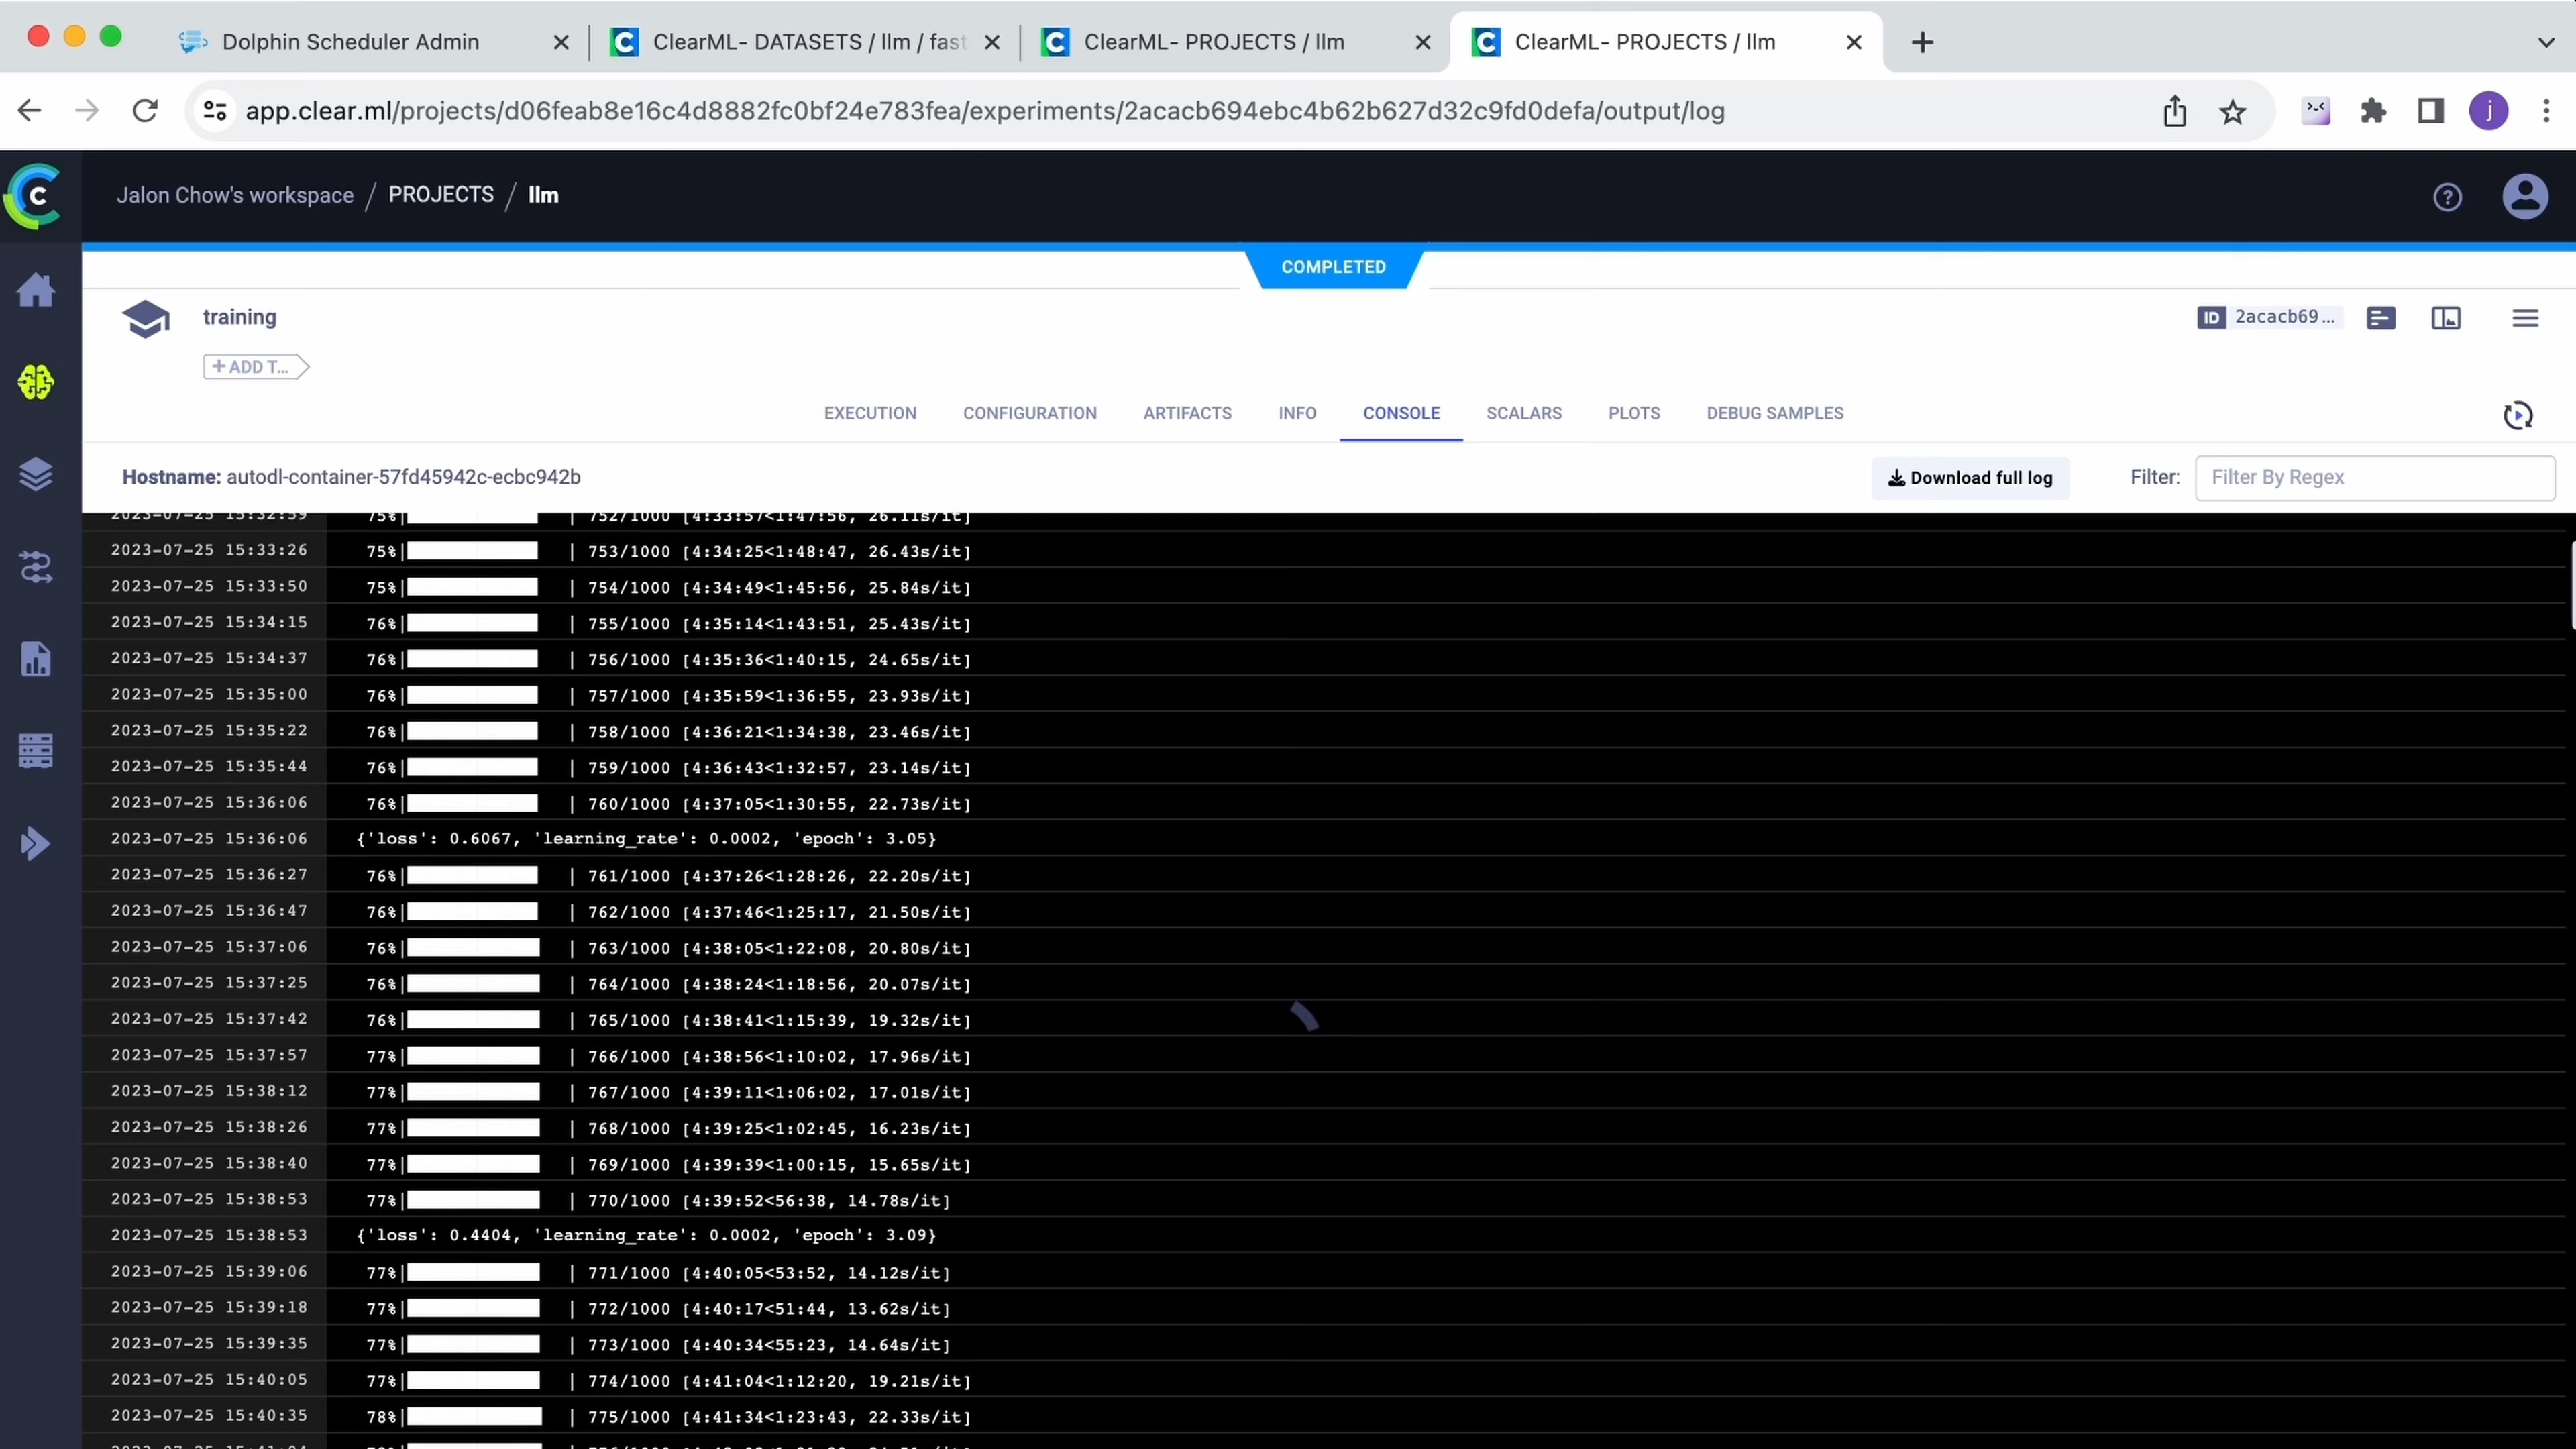 Dolphin Scheduler Admin
ClearML- DATASETS / llm / fast
ClearML- PROJECTS / llm
ClearML- PROJECTS / llm
app.clear.ml/projects/d06feab8e16c4d8882fc0bf24e783fea/experiments/2acacb694ebc4b62b627d32c9fd0defa/output/log
j
Jalon Chow's workspace / PROJECTS / llm
COMPLETED
training
ID 2acacb69...
+ ADD T...
EXECUTION CONFIGURATION ARTIFACTS INFO CONSOLE SCALARS PLOTS DEBUG SAMPLES
Hostname: autodl-container-57fd45942c-ecbc942b
Download full log
Filter: Filter By Regex
2023-07-25 15:32:59 75%| | 752/1000 [4:33:57<1:47:56, 26.11s/it]
2023-07-25 15:33:26 75%| | 753/1000 [4:34:25<1:48:47, 26.43s/it]
2023-07-25 15:33:50 75%| | 754/1000 [4:34:49<1:45:56, 25.84s/it]
2023-07-25 15:34:15 76%| | 755/1000 [4:35:14<1:43:51, 25.43s/it]
2023-07-25 15:34:37 76%| | 756/1000 [4:35:36<1:40:15, 24.65s/it]
2023-07-25 15:35:00 76%| | 757/1000 [4:35:59<1:36:55, 23.93s/it]
2023-07-25 15:35:22 76%| | 758/1000 [4:36:21<1:34:38, 23.46s/it]
2023-07-25 15:35:44 76%| | 759/1000 [4:36:43<1:32:57, 23.14s/it]
2023-07-25 15:36:06 76%| | 760/1000 [4:37:05<1:30:55, 22.73s/it]
2023-07-25 15:36:06 {'loss': 0.6067, 'learning_rate': 0.0002, 'epoch': 3.05}
2023-07-25 15:36:27 76%| | 761/1000 [4:37:26<1:28:26, 22.20s/it]
2023-07-25 15:36:47 76%| | 762/1000 [4:37:46<1:25:17, 21.50s/it]
2023-07-25 15:37:06 76%| | 763/1000 [4:38:05<1:22:08, 20.80s/it]
2023-07-25 15:37:25 76%| | 764/1000 [4:38:24<1:18:56, 20.07s/it]
2023-07-25 15:37:42 76%| | 765/1000 [4:38:41<1:15:39, 19.32s/it]
2023-07-25 15:37:57 77%| | 766/1000 [4:38:56<1:10:02, 17.96s/it]
2023-07-25 15:38:12 77%| | 767/1000 [4:39:11<1:06:02, 17.01s/it]
2023-07-25 15:38:26 77%| | 768/1000 [4:39:25<1:02:45, 16.23s/it]
2023-07-25 15:38:40 77%| | 769/1000 [4:39:39<1:00:15, 15.65s/it]
2023-07-25 15:38:53 77%| | 770/1000 [4:39:52<56:38, 14.78s/it]
2023-07-25 15:38:53 {'loss': 0.4404, 'learning_rate': 0.0002, 'epoch': 3.09}
2023-07-25 15:39:06 77%| | 771/1000 [4:40:05<53:52, 14.12s/it]
2023-07-25 15:39:18 77%| | 772/1000 [4:40:17<51:44, 13.62s/it]
2023-07-25 15:39:35 77%| | 773/1000 [4:40:34<55:23, 14.64s/it]
2023-07-25 15:40:05 77%| | 774/1000 [4:41:04<1:12:20, 19.21s/it]
2023-07-25 15:40:35 78%| | 775/1000 [4:41:34<1:23:43, 22.33s/it]